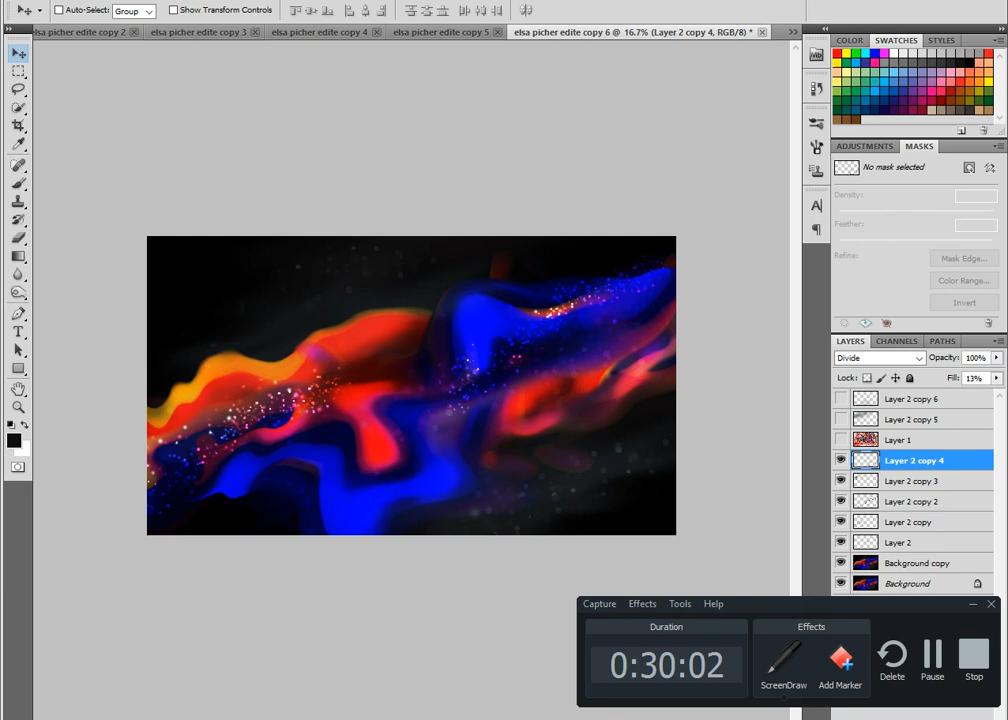 Auto-Select: Group Show Transform Controls
elsa picher edite copy 2 elsa picher edite copy 3 elsa picher edite copy 4 elsa picher edite copy 5 elsa picher edite copy 6 @ 16.7% (Layer 2 copy 4, RGB/8) *
COLOR SWATCHES STYLES
ADJUSTMENTS MASKS
No mask selected
Density:
Feather:
Refine: Mask Edge...
Color Range...
Invert
LAYERS CHANNELS PATHS
Divide Opacity: 100%
Lock: Fill: 13%
Layer 2 copy 6
Layer 2 copy 5
Layer 1
Layer 2 copy 4
Layer 2 copy 3
Layer 2 copy 2
Layer 2 copy
Layer 2
Background copy
Background
Capture Effects Tools Help
Duration Effects
0:30:02
ScreenDraw Add Marker Delete Pause Stop